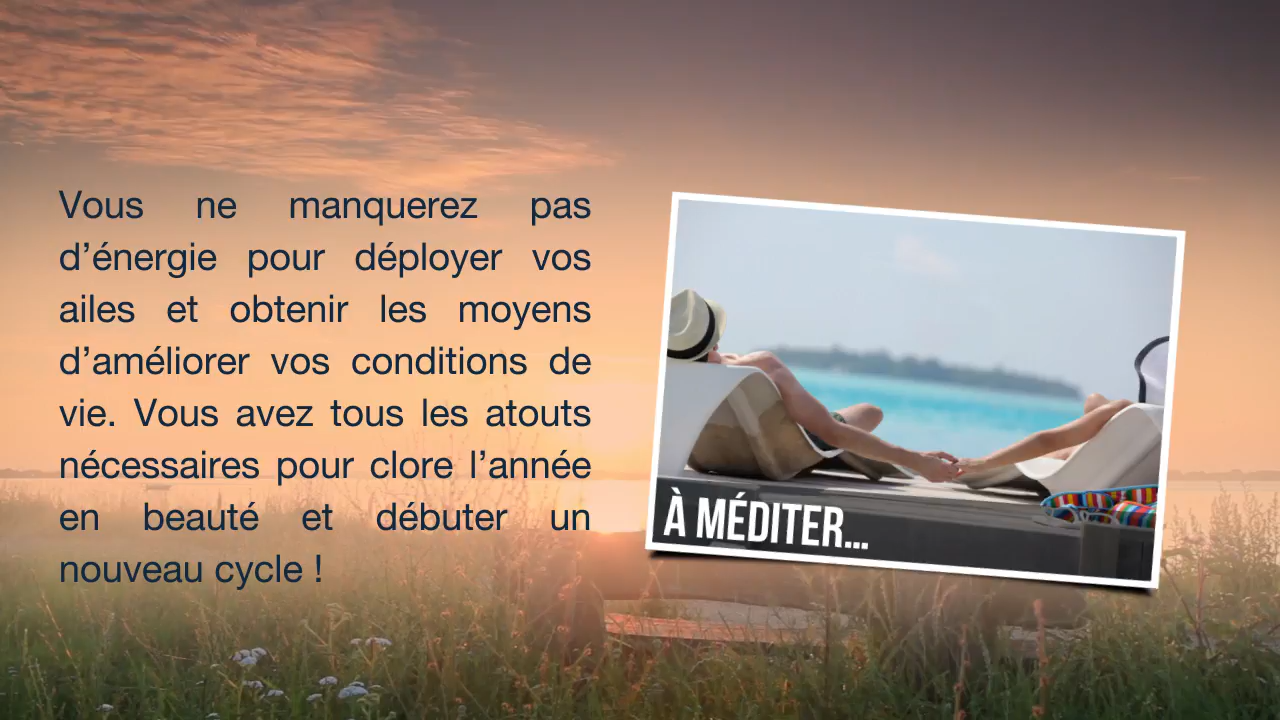 Vous ne manquerez pas
d’énergie pour déployer vos
ailes et obtenir les moyens
d’améliorer vos conditions de
vie. Vous avez tous les atouts
nécessaires pour clore l’année
en beauté et débuter un
nouveau cycle !
À MÉDITER...